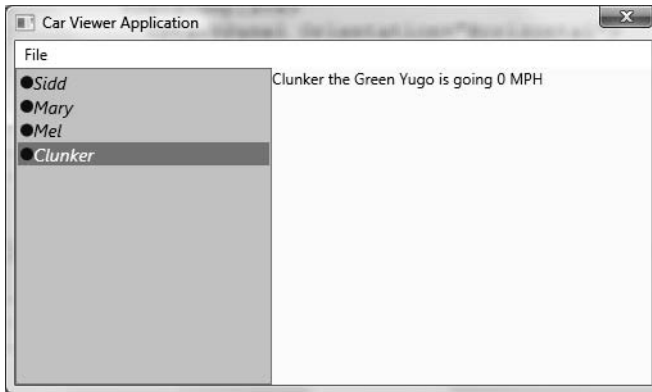 Car Viewer Application
File
Sidd
Mary
Mel
Clunker
Clunker the Green Yugo is going 0 MPH